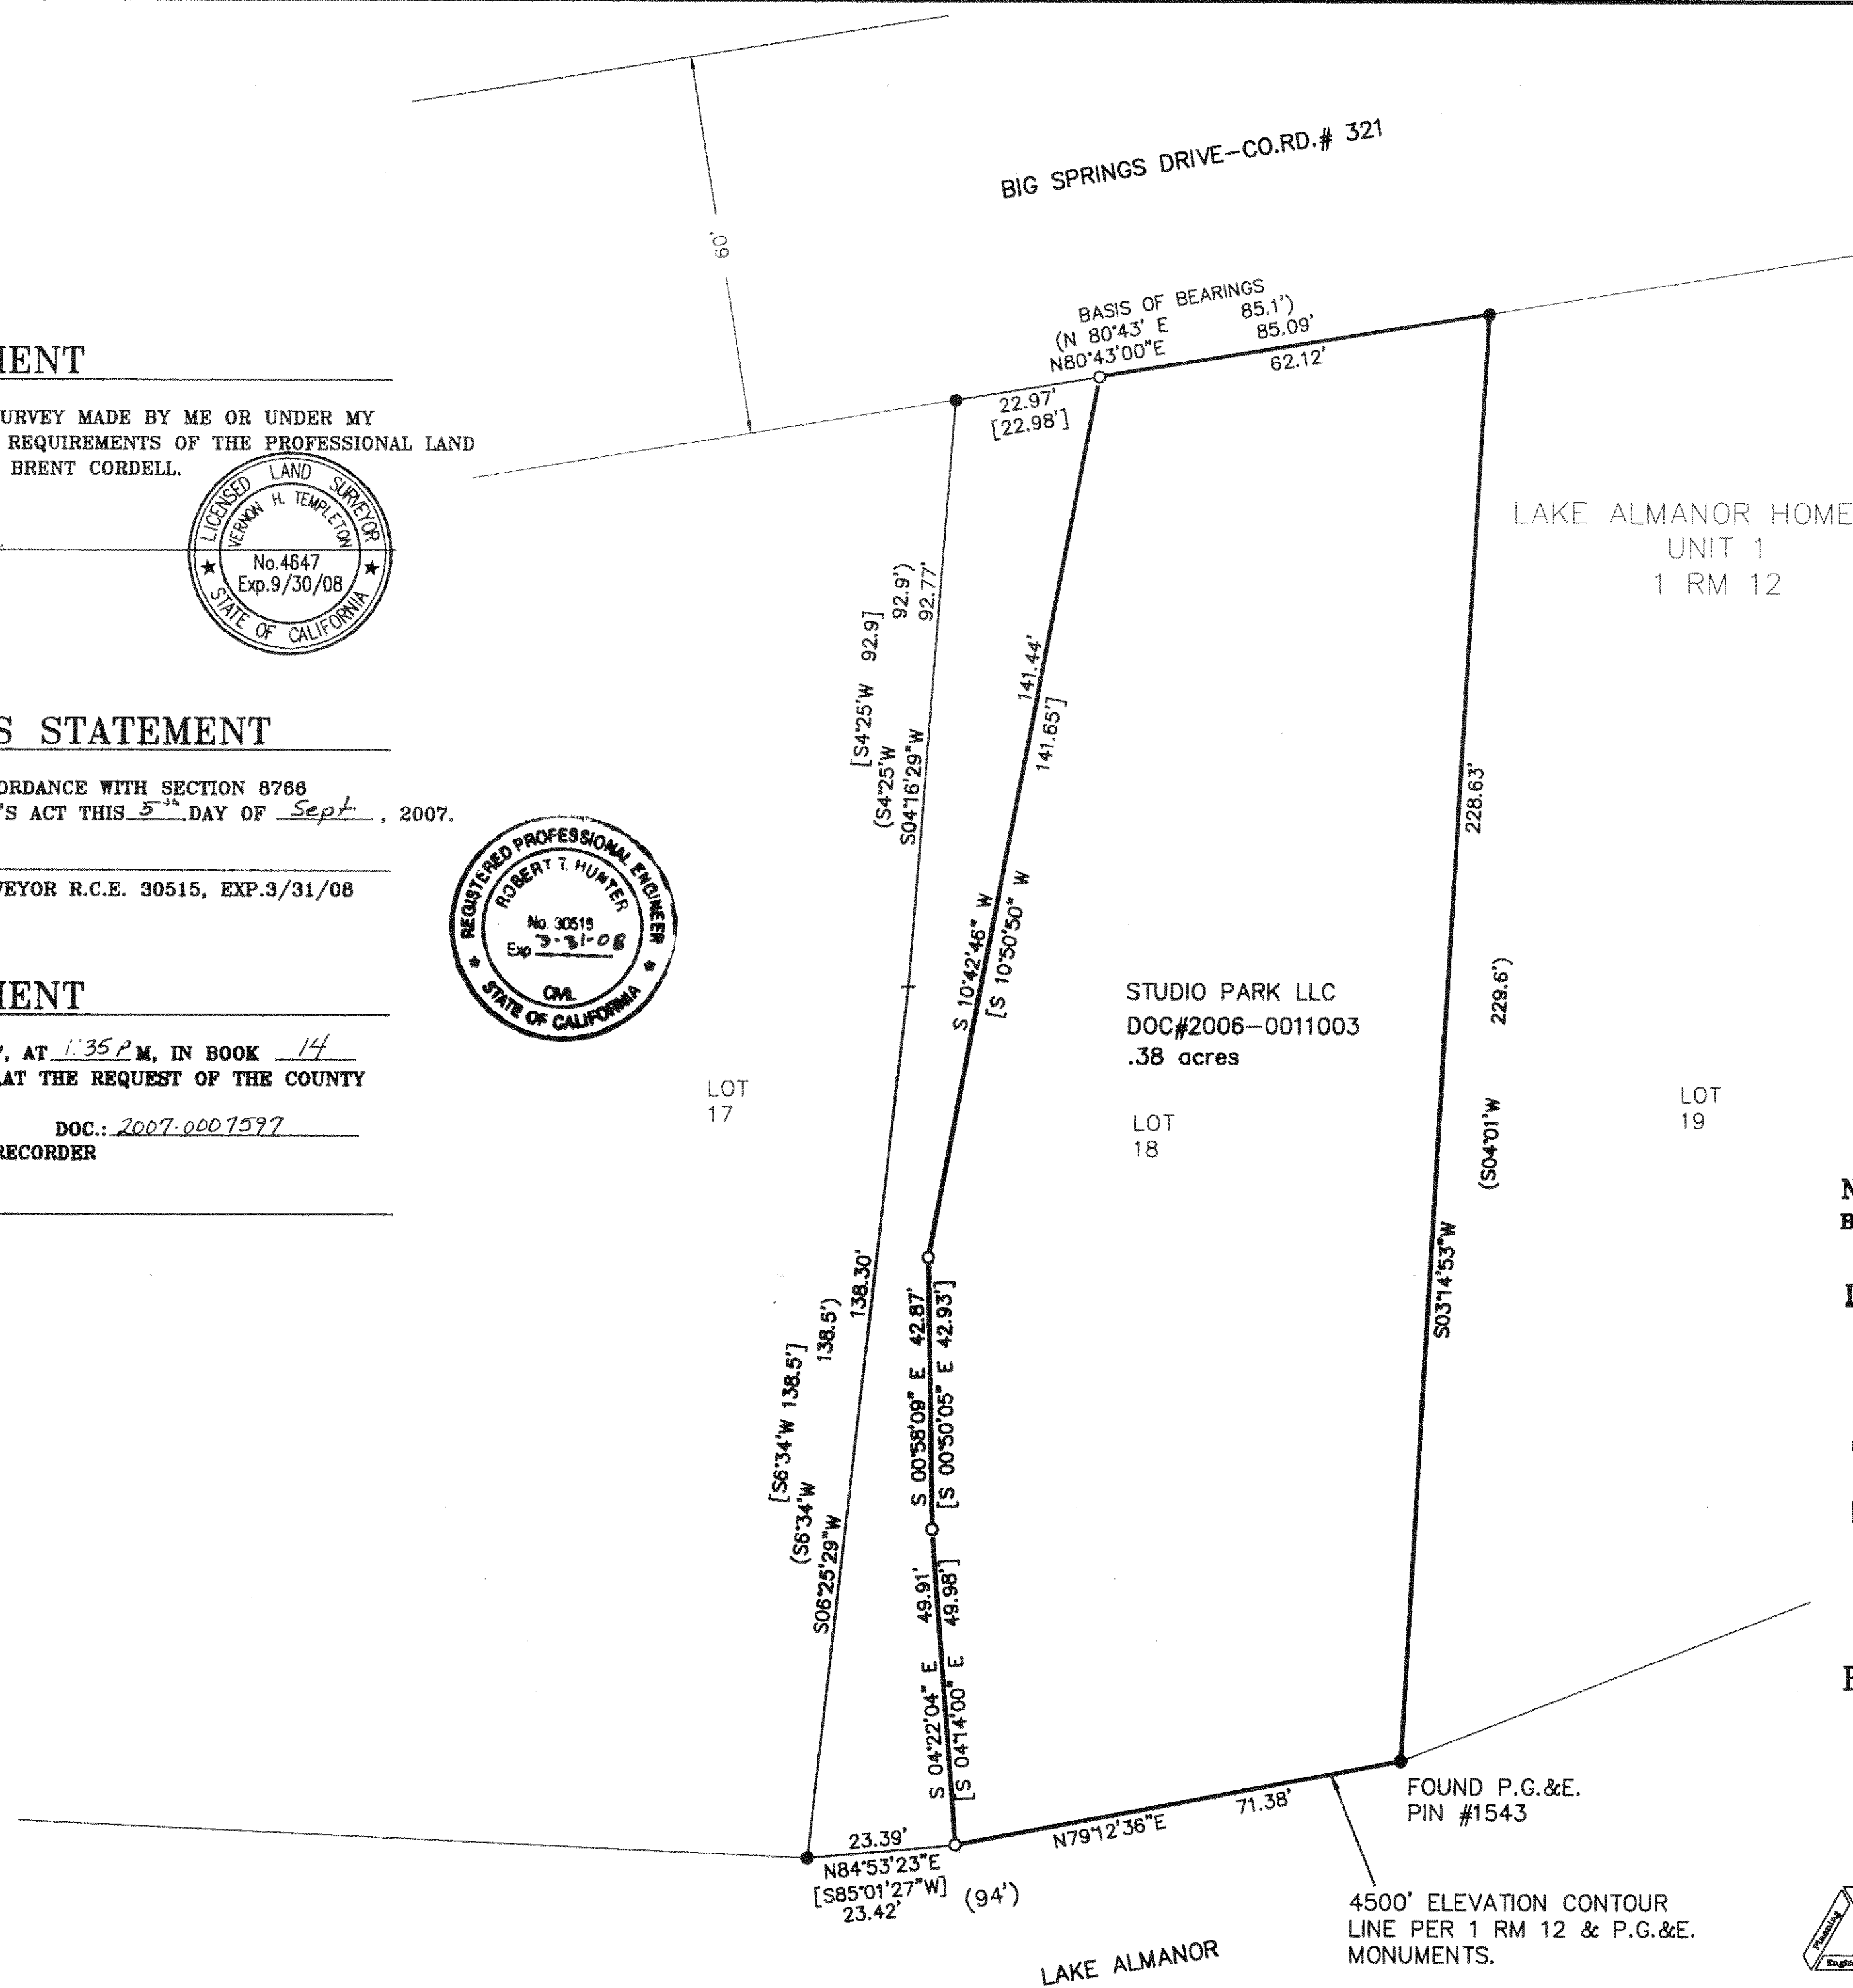 BIG SPRINGS DRIVE-CO.RD.# 321
60'
BASIS OF BEARINGS
(N 80°43' E 85.1')
N80°43'00"E 85.09'
62.12'
22.97'
[22.98']
MENT
URVEY MADE BY ME OR UNDER MY
REQUIREMENTS OF THE PROFESSIONAL LAND
BRENT CORDELL.
LICENSED LAND SURVEYOR
VERNON H. TEMPLETON
No.4647
Exp.9/30/08
STATE OF CALIFORNIA
LAKE ALMANOR HOME
UNIT 1
1 RM 12
[S4°25'W 92.9]
(S4°25'W 92.9')
S04°16'29"W 92.77'
141.44'
141.65']
S 10°42'46" W
[S 10°50'50" W
228.63'
S03°14'53"W
(S04°01'W 229.6')
S STATEMENT
ORDANCE WITH SECTION 8766
'S ACT THIS 5th DAY OF Sept. , 2007.
VEYOR R.C.E. 30515, EXP.3/31/08
REGISTERED PROFESSIONAL ENGINEER
ROBERT T. HUNTER
No. 30515
Exp 3-31-08
CIVIL
STATE OF CALIFORNIA
MENT
, AT 1:35 P M, IN BOOK 14
AT THE REQUEST OF THE COUNTY
DOC.: 2007-0007597
RECORDER
STUDIO PARK LLC
DOC#2006-0011003
.38 acres
LOT
17
LOT
18
LOT
19
[S6°34'W 138.5']
(S6°34'W 138.5')
S06°25'29"W 138.30'
S 00°58'09" E 42.87'
[S 00°50'05" E 42.93']
S 04°22'04" E 49.91'
[S 04°14'00" E 49.98']
23.39'
N84°53'23"E
[S85°01'27"W]
23.42'
(94')
N79°12'36"E 71.38'
FOUND P.G.&E.
PIN #1543
4500' ELEVATION CONTOUR
LINE PER 1 RM 12 & P.G.&E.
MONUMENTS.
LAKE ALMANOR
Planning